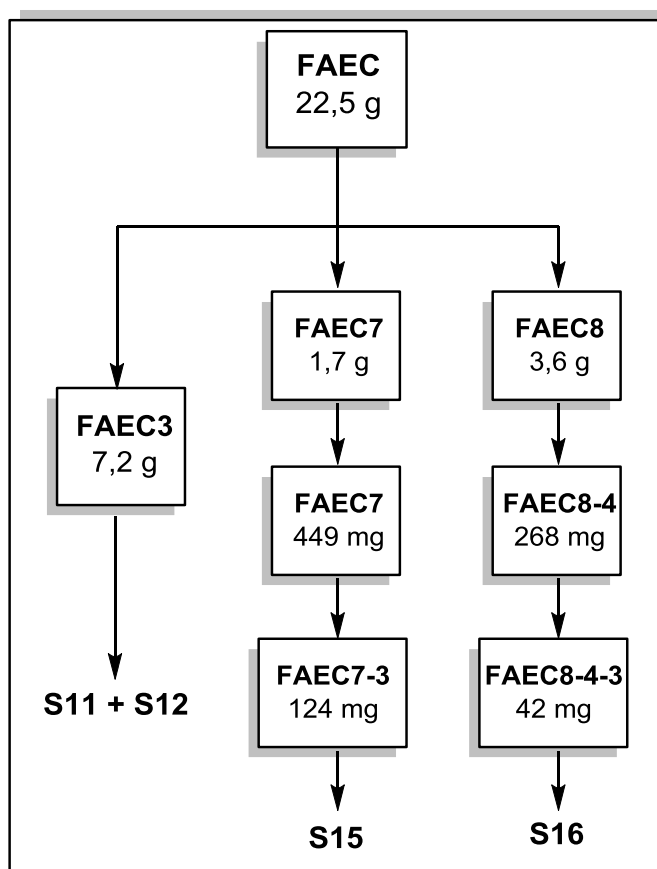 FAEC
22,5 g
FAEC7
1,7 g
FAEC8
3,6 g
FAEC3
7,2 g
FAEC7
449 mg
FAEC8-4
268 mg
FAEC7-3
124 mg
FAEC8-4-3
42 mg
S11 + S12
S15
S16